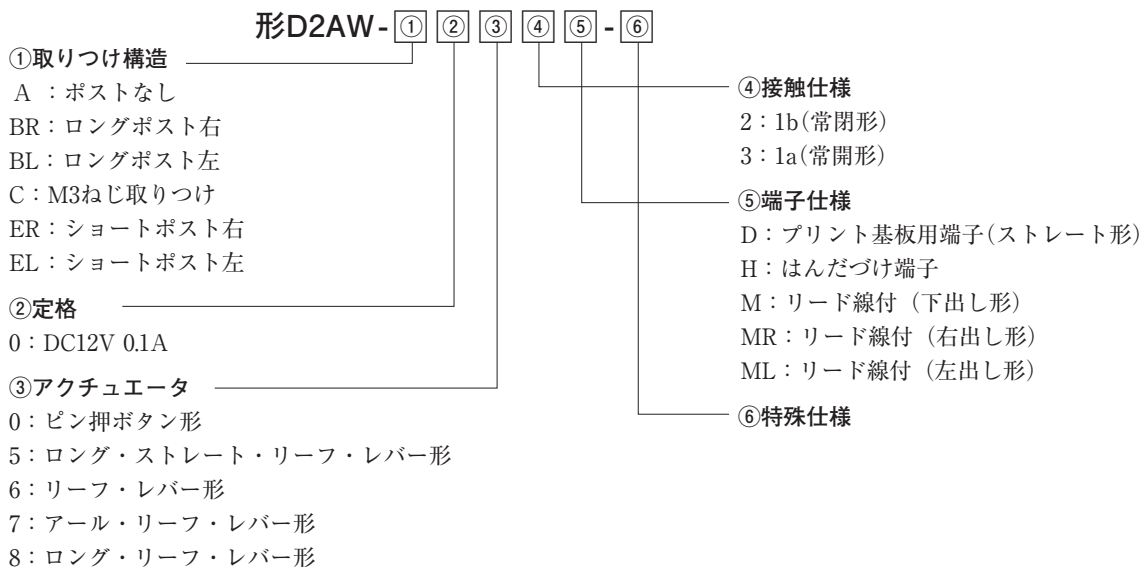 形D2AW-① ② ③ ④ ⑤ - ⑥
①取りつけ構造
A ：ポストなし
BR：ロングポスト右
BL：ロングポスト左
C：M3ねじ取りつけ
ER：ショートポスト右
EL：ショートポスト左
②定格
0：DC12V 0.1A
③アクチュエータ
0：ピン押ボタン形
5：ロング・ストレート・リーフ・レバー形
6：リーフ・レバー形
7：アール・リーフ・レバー形
8：ロング・リーフ・レバー形
④接触仕様
2：1b(常閉形)
3：1a(常開形)
⑤端子仕様
D：プリント基板用端子(ストレート形)
H：はんだづけ端子
M：リード線付（下出し形）
MR：リード線付（右出し形）
ML：リード線付（左出し形）
⑥特殊仕様